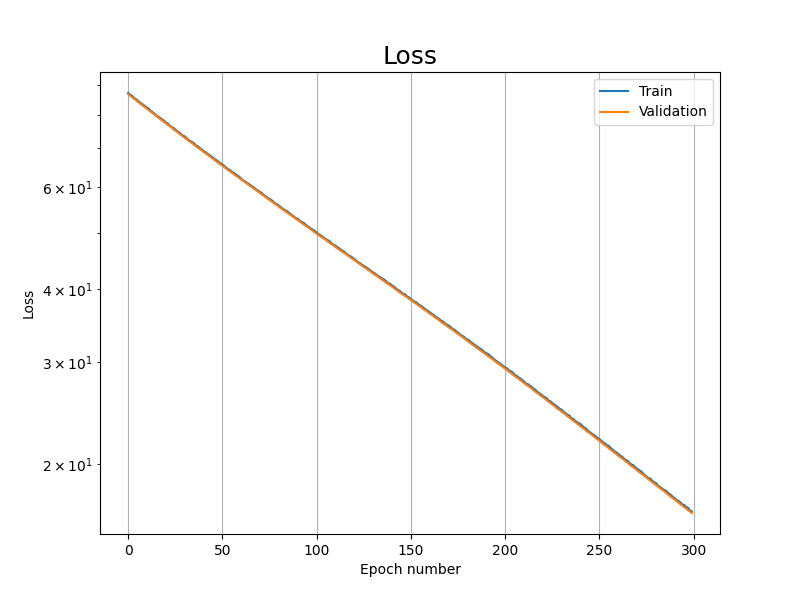 Loss
Train
Validation
6 × 10¹
4 × 10¹
3 × 10¹
2 × 10¹
Loss
0 50 100 150 200 250 300
Epoch number